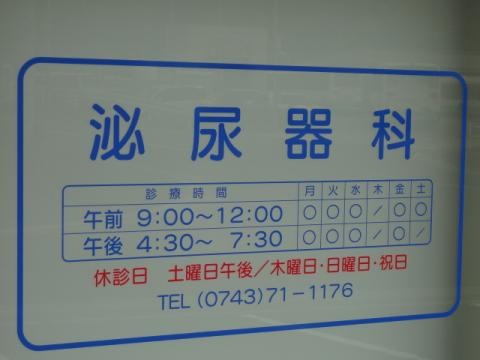 泌尿器科
診療時間 月 火 水 木 金 土
午前 9:00～12:00 ○ ○ ○ / ○ ○
午後 4:30～ 7:30 ○ ○ ○ / ○ /
休診日 土曜日午後/木曜日・日曜日・祝日
TEL (0743)71-1176